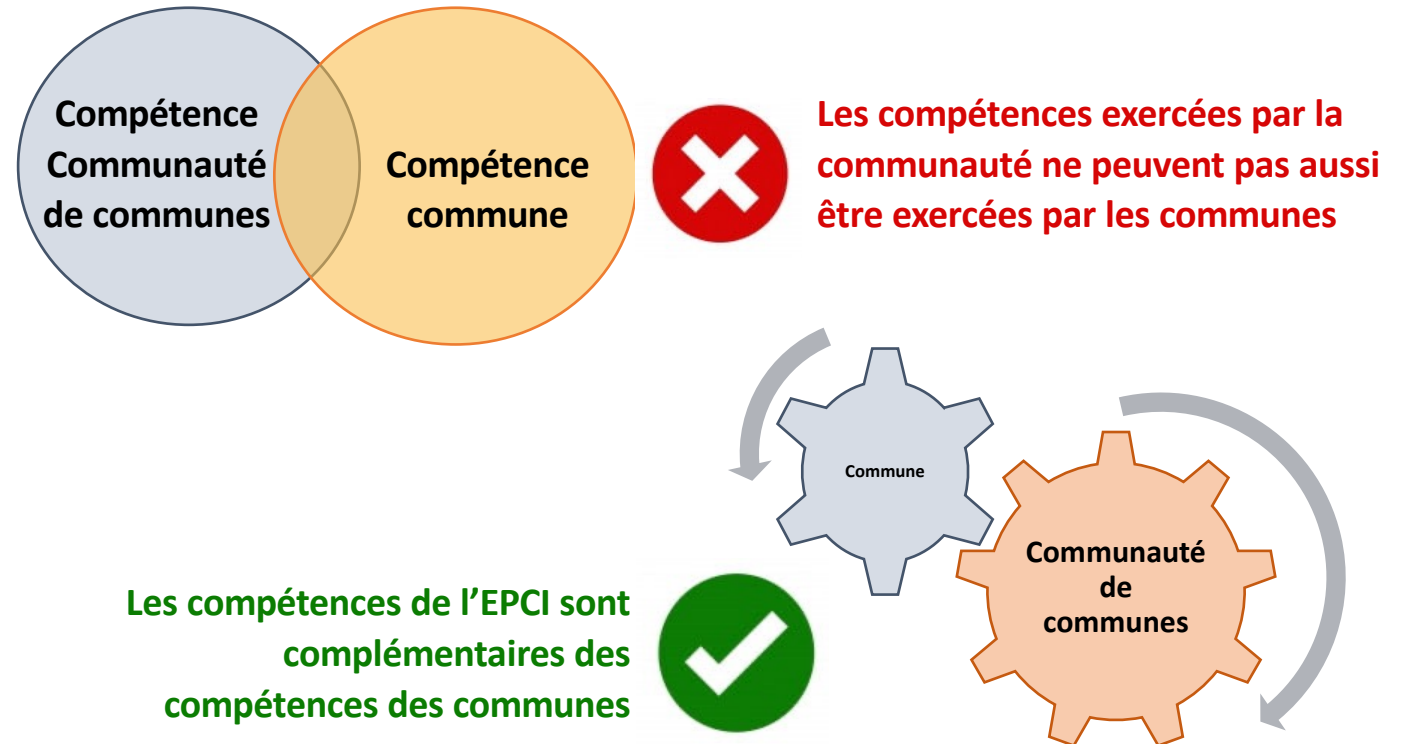 Compétence
Communauté
de communes
Compétence
commune
Les compétences exercées par la
communauté ne peuvent pas aussi
être exercées par les communes
Commune
Communauté
de
communes
Les compétences de l’EPCI sont
complémentaires des
compétences des communes